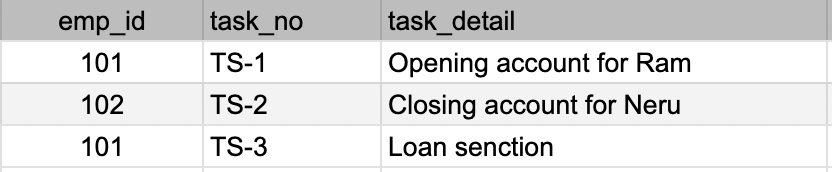 emp_id task_no task_detail
101 TS-1 Opening account for Ram
102 TS-2 Closing account for Neru
101 TS-3 Loan senction